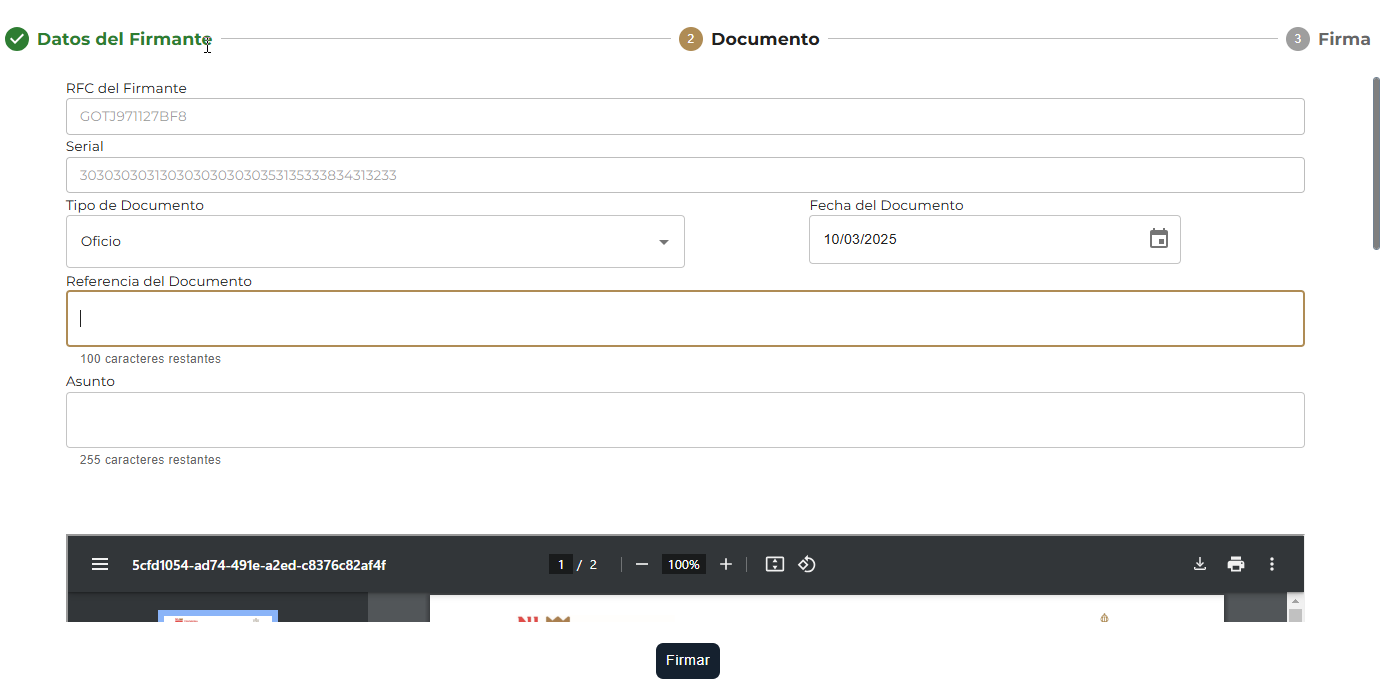 Datos del Firmante
2
Documento
3
Firma
RFC del Firmante
GOTJ971127BF8
Serial
3030303031303030303030353135333834313233
Tipo de Documento
Fecha del Documento
Oficio
10/03/2025
Referencia del Documento
100 caracteres restantes
Asunto
255 caracteres restantes
5cfd1054-ad74-491e-a2ed-c8376c82af4f
1 / 2
100%
Firmar